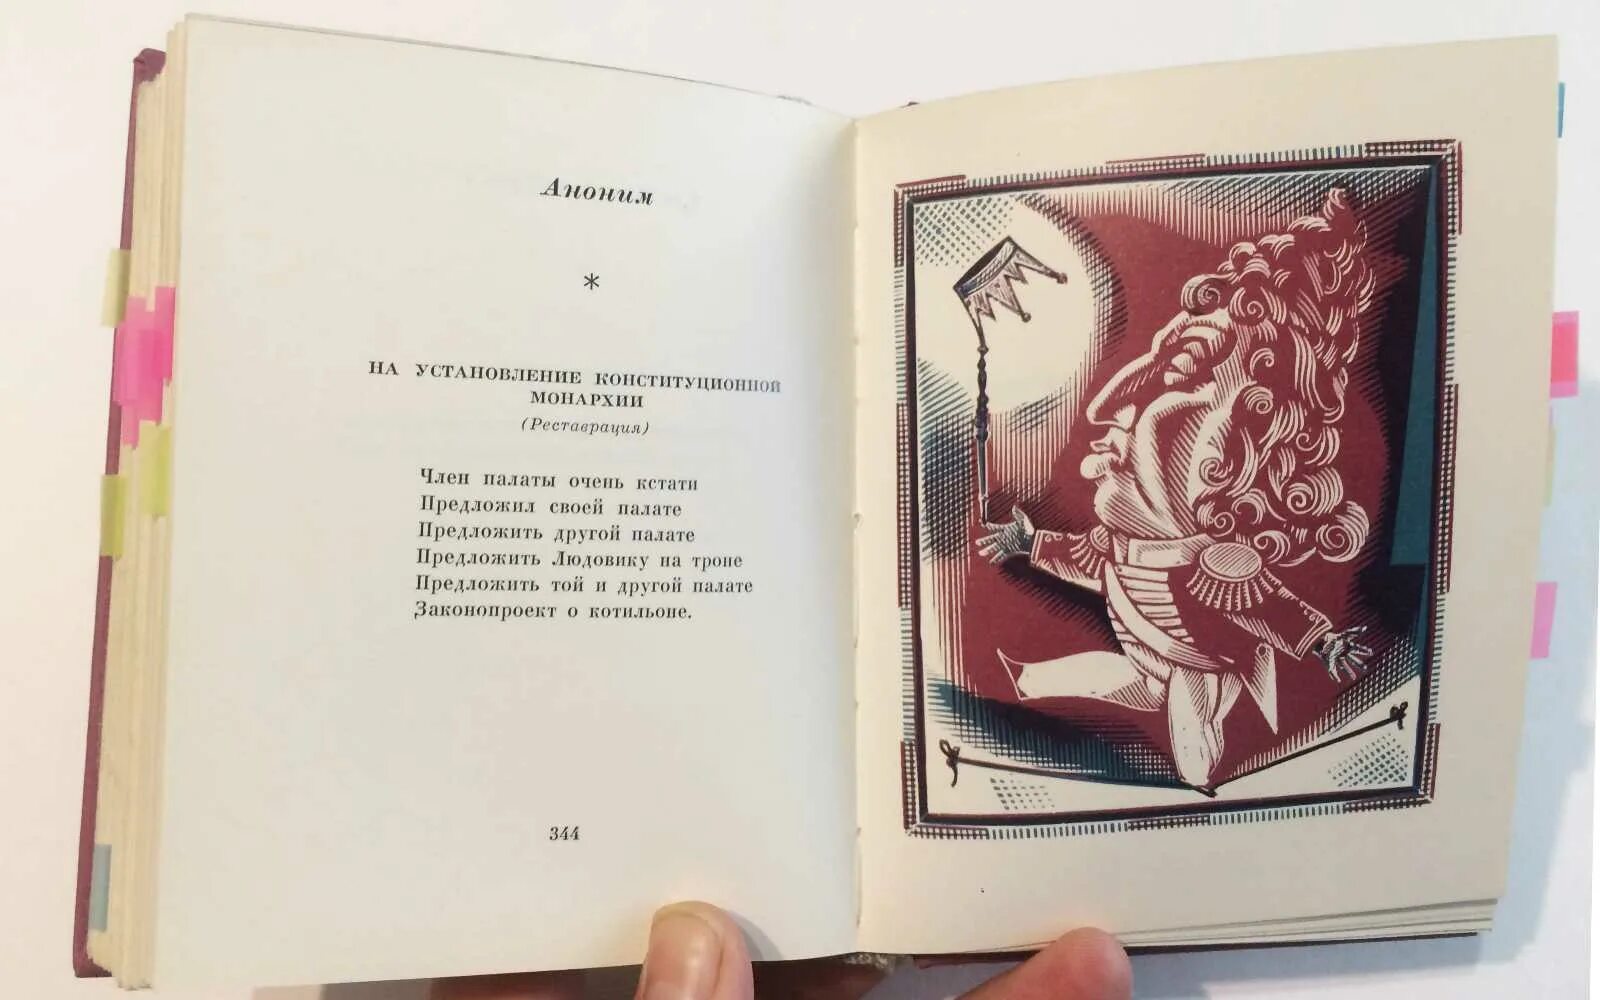 Аноним
*
НА УСТАНОВЛЕНИЕ КОНСТИТУЦИОННОЙ
МОНАРХИИ
(Реставрация)
Член палаты очень кстати
Предложил своей палате
Предложить другой палате
Предложить Людовику на троне
Предложить той и другой палате
Законопроект о котильоне.
344